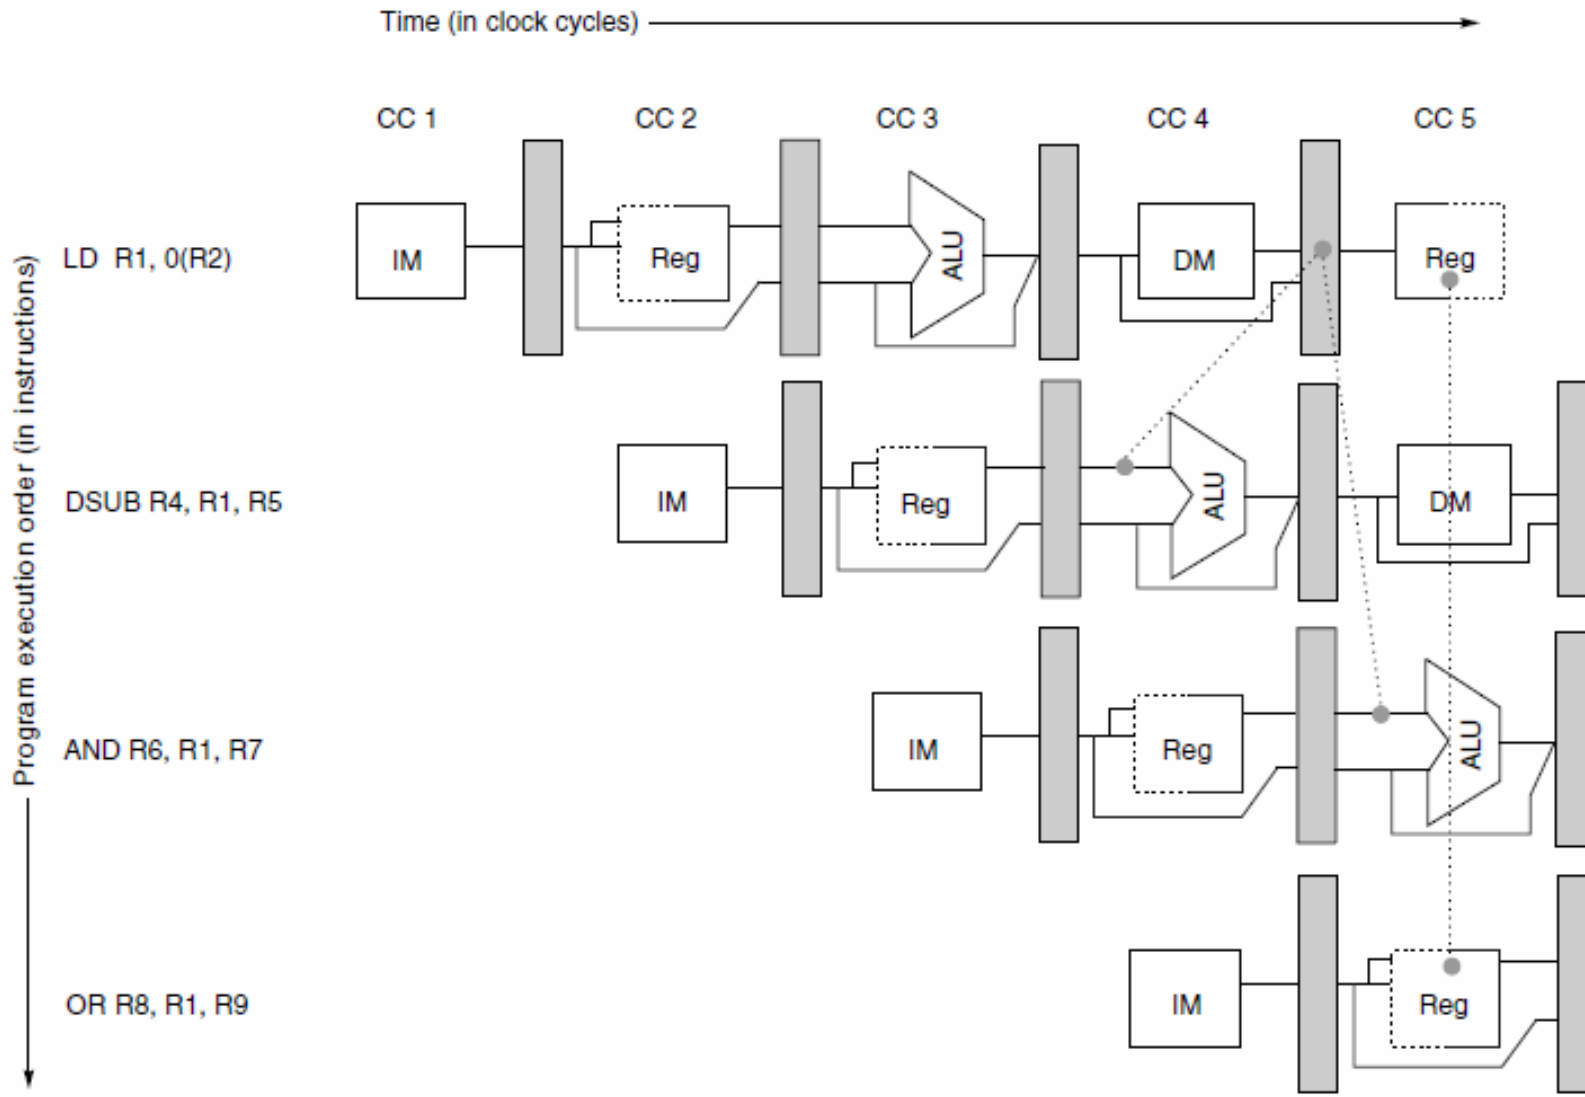 Time (in clock cycles)
CC 1 CC 2 CC 3 CC 4 CC 5
Program execution order (in instructions)
LD R1, 0(R2) IM Reg ALU DM Reg
DSUB R4, R1, R5 IM Reg ALU DM
AND R6, R1, R7 IM Reg ALU
OR R8, R1, R9 IM Reg